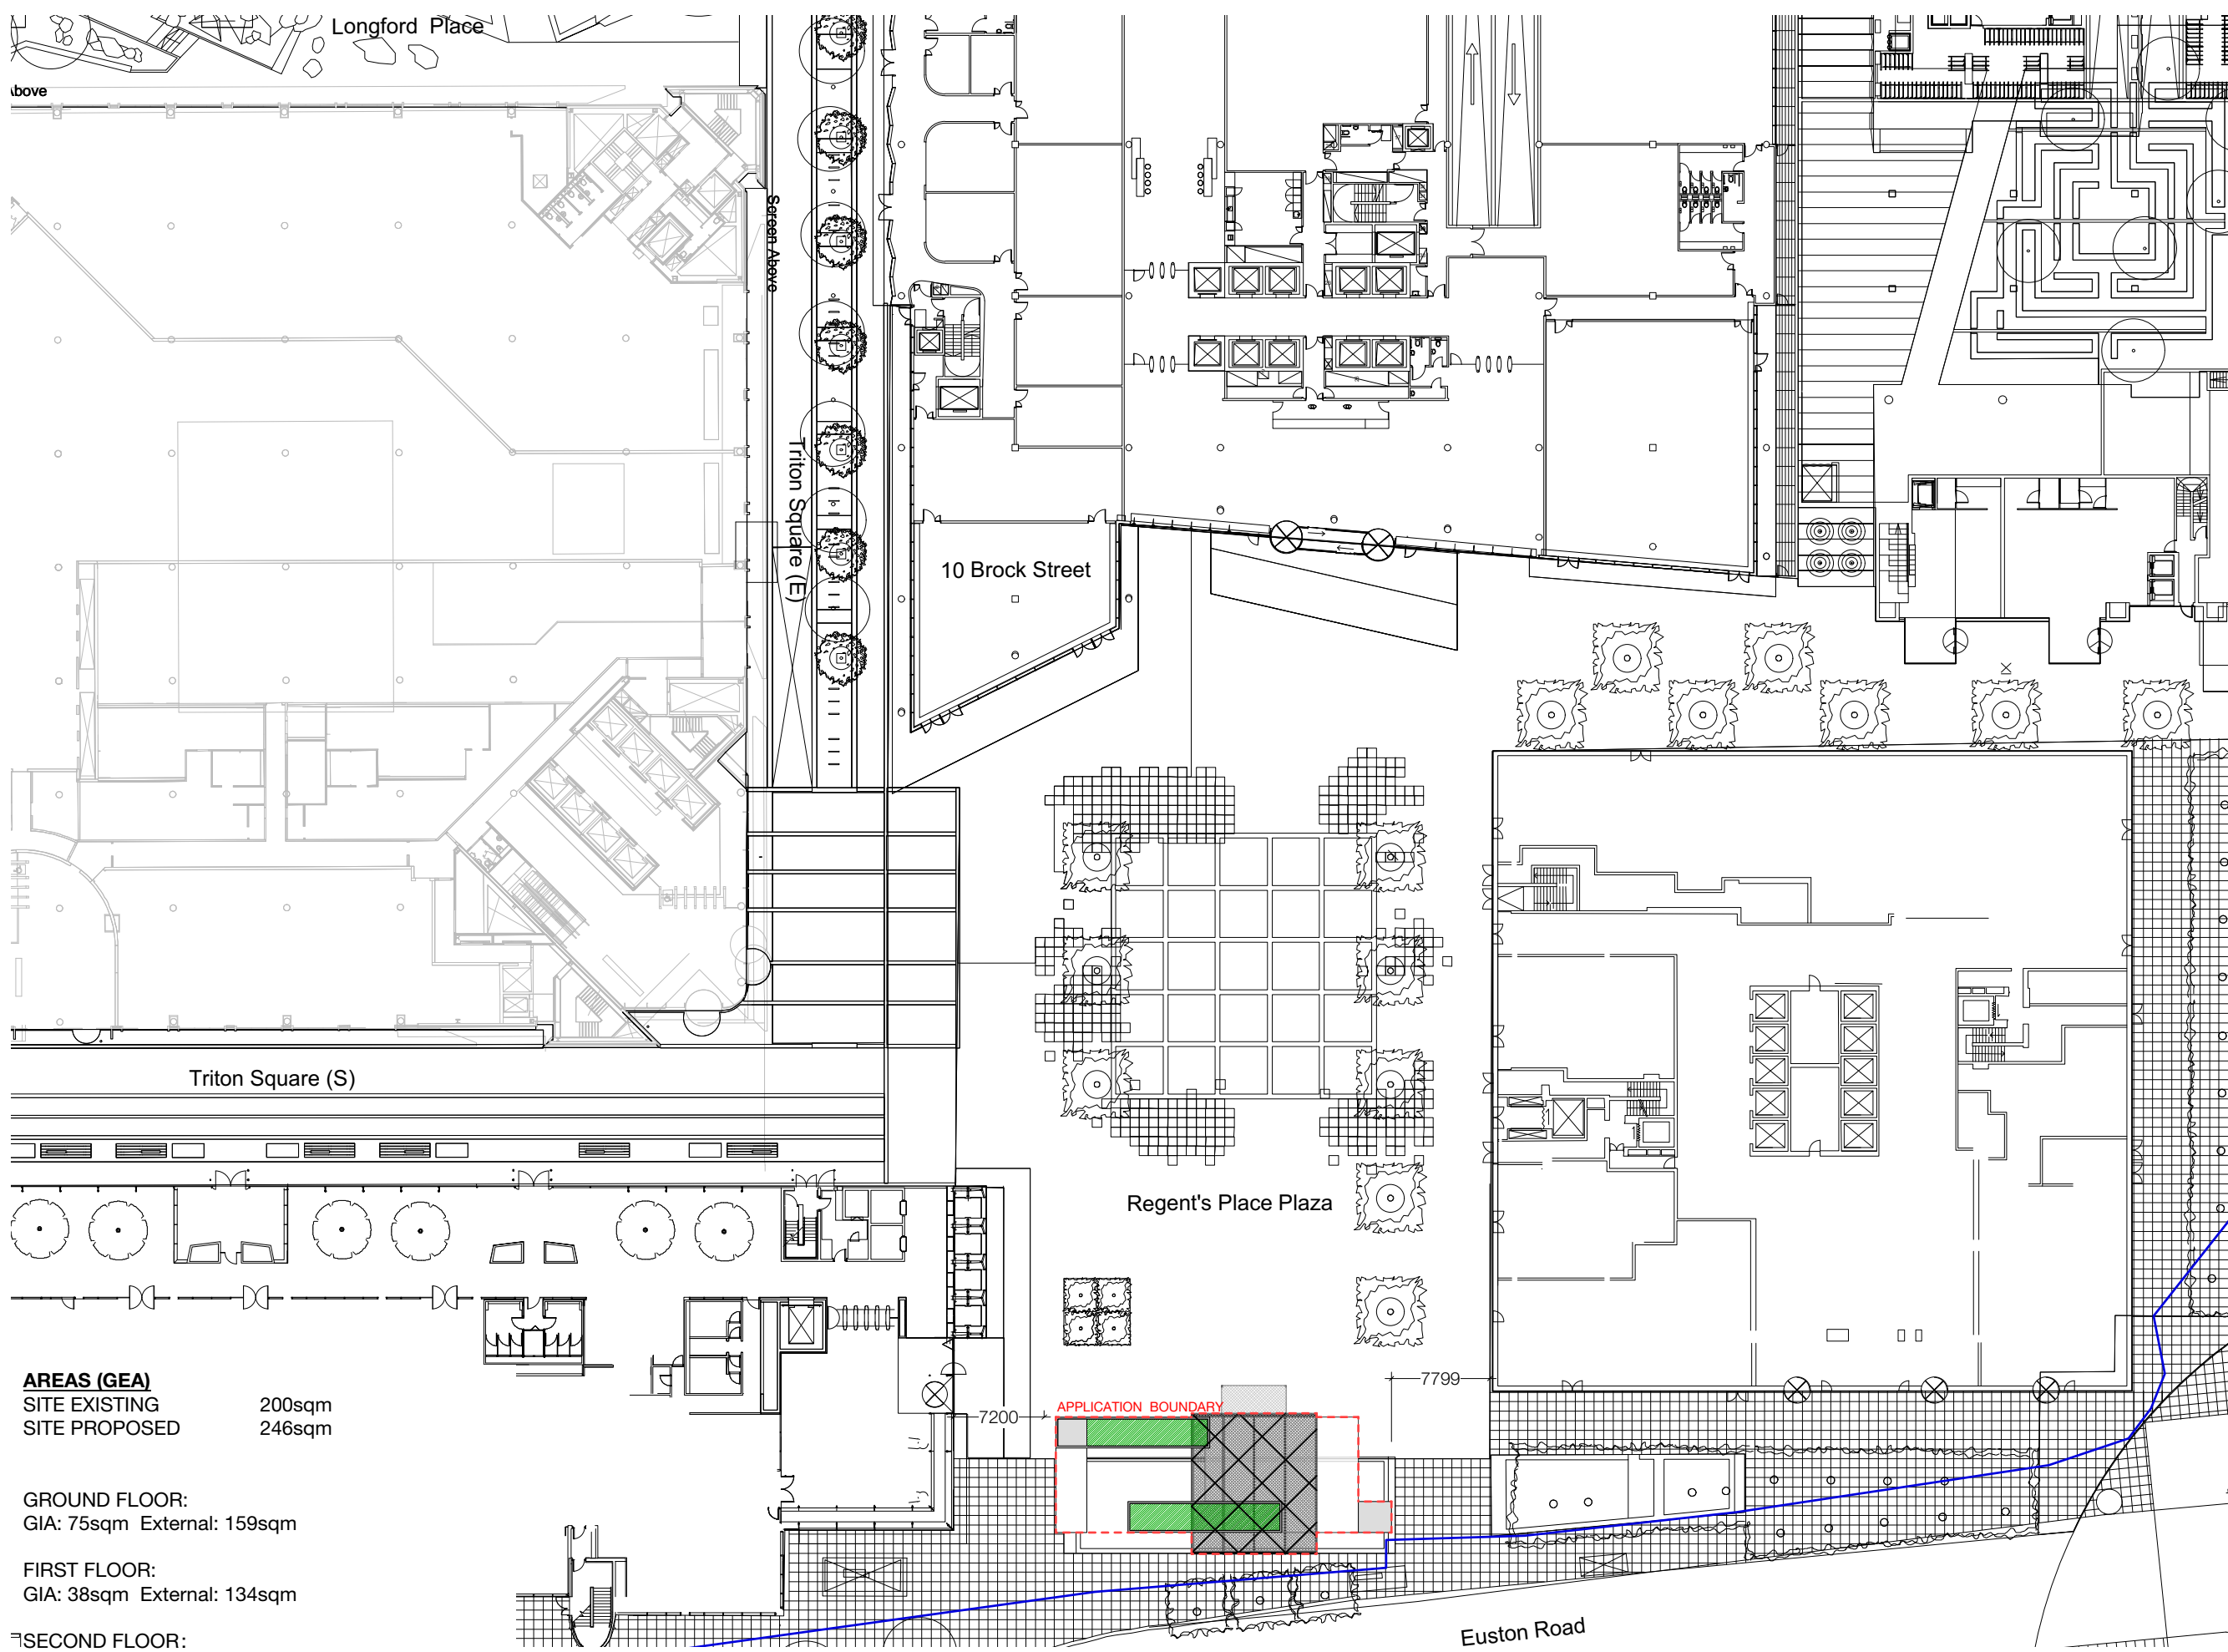 Longford Place
Above
Screen Above
Triton Square (E)
10 Brock Street
Triton Square (S)
Regent's Place Plaza
7799
APPLICATION BOUNDARY
7200
AREAS (GEA)
SITE EXISTING 200sqm
SITE PROPOSED 246sqm
GROUND FLOOR:
GIA: 75sqm External: 159sqm
FIRST FLOOR:
GIA: 38sqm External: 134sqm
SECOND FLOOR:
Euston Road